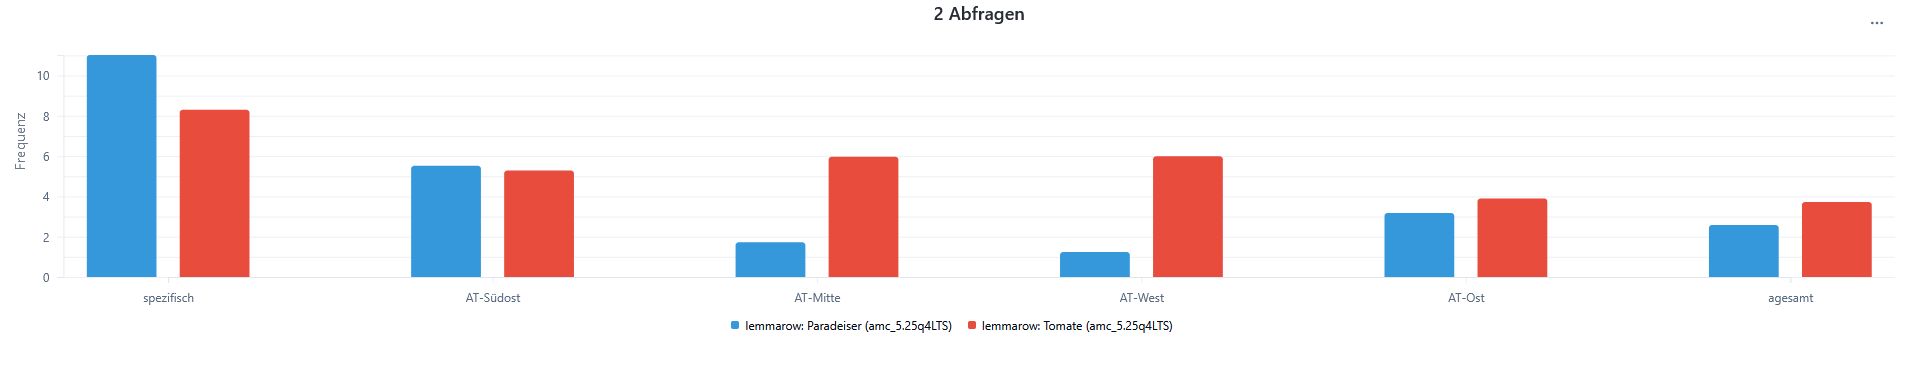 2 Abfragen
...
Frequenz
10
8
6
4
2
0
spezifisch AT-Südost AT-Mitte AT-West AT-Ost agesamt
lemmarow: Paradeiser (amc_5.25q4LTS) lemmarow: Tomate (amc_5.25q4LTS)